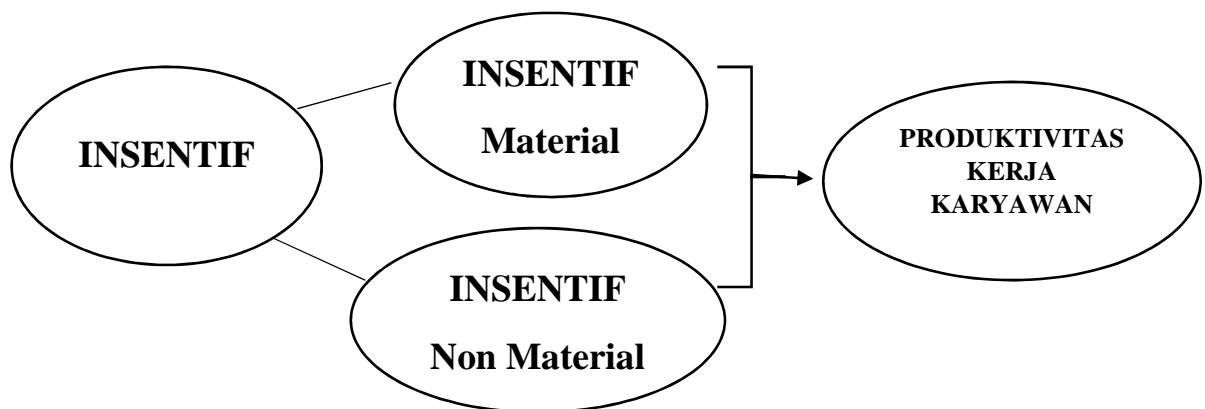 INSENTIF
INSENTIF
Material
INSENTIF
Non Material
PRODUKTIVITAS
KERJA
KARYAWAN